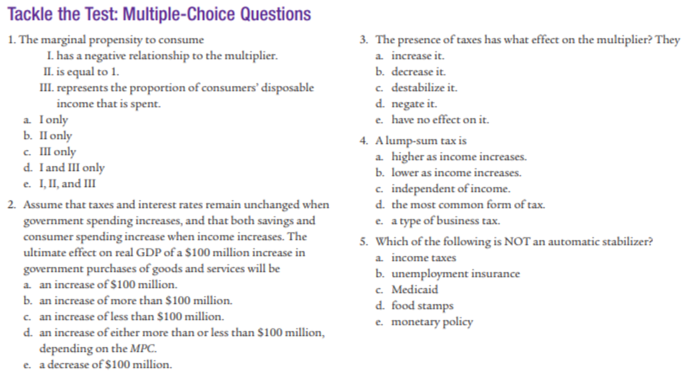 Tackle the Test: Multiple-Choice Questions
1. The marginal propensity to consume
I. has a negative relationship to the multiplier.
II. is equal to 1.
III. represents the proportion of consumers' disposable
income that is spent.
a. I only
b. II only
c. III only
d. I and III only
e. I, II, and III
2. Assume that taxes and interest rates remain unchanged when
government spending increases, and that both savings and
consumer spending increase when income increases. The
ultimate effect on real GDP of a $100 million increase in
government purchases of goods and services will be
a. an increase of $100 million.
b. an increase of more than $100 million.
c. an increase of less than $100 million.
d. an increase of either more than or less than $100 million,
depending on the MPC.
e. a decrease of $100 million.
3. The presence of taxes has what effect on the multiplier? They
a. increase it.
b. decrease it.
c. destabilize it.
d. negate it.
e. have no effect on it.
4. A lump-sum tax is
a. higher as income increases.
b. lower as income increases.
c. independent of income.
d. the most common form of tax.
e. a type of business tax.
5. Which of the following is NOT an automatic stabilizer?
a. income taxes
b. unemployment insurance
c. Medicaid
d. food stamps
e. monetary policy